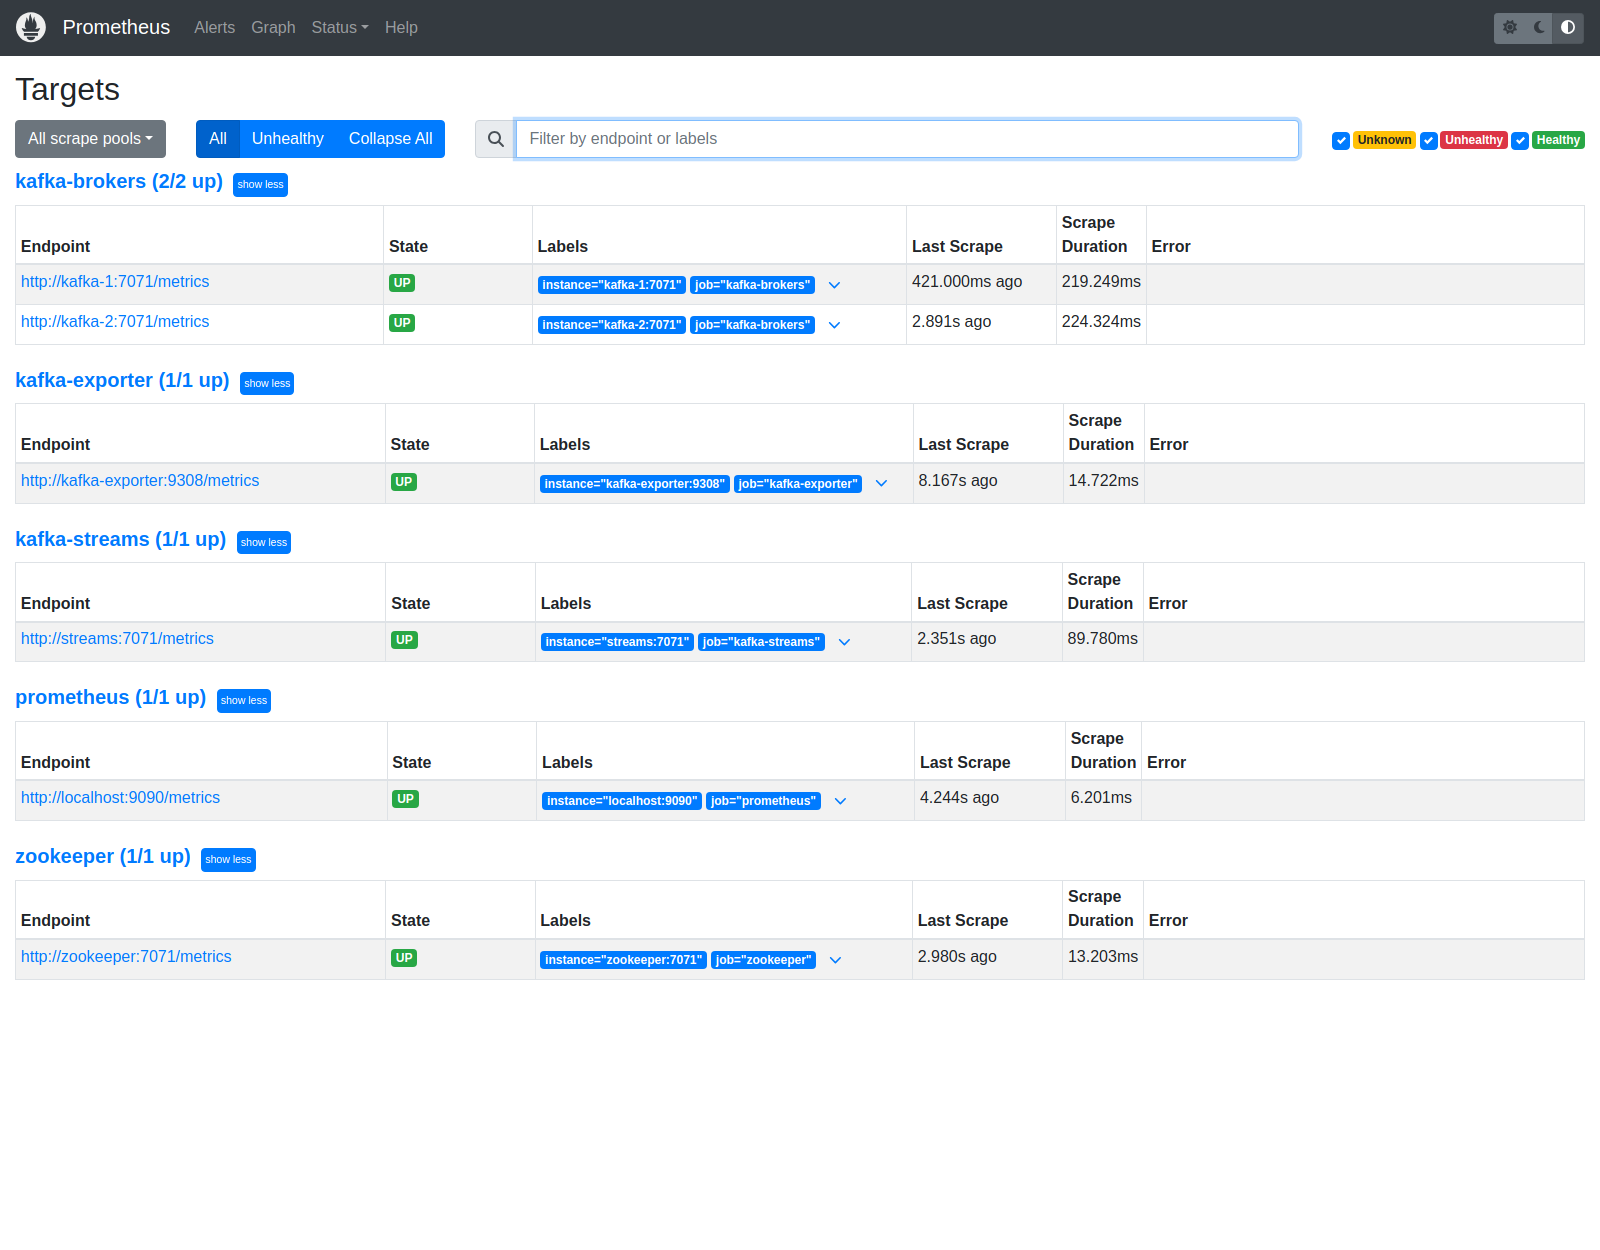 Prometheus Alerts Graph Status Help
Targets
All scrape pools All Unhealthy Collapse All Filter by endpoint or labels Unknown Unhealthy Healthy
kafka-brokers (2/2 up) show less
Endpoint State Labels Last Scrape Scrape Duration Error
http://kafka-1:7071/metrics UP instance="kafka-1:7071" job="kafka-brokers" 421.000ms ago 219.249ms
http://kafka-2:7071/metrics UP instance="kafka-2:7071" job="kafka-brokers" 2.891s ago 224.324ms
kafka-exporter (1/1 up) show less
Endpoint State Labels Last Scrape Scrape Duration Error
http://kafka-exporter:9308/metrics UP instance="kafka-exporter:9308" job="kafka-exporter" 8.167s ago 14.722ms
kafka-streams (1/1 up) show less
Endpoint State Labels Last Scrape Scrape Duration Error
http://streams:7071/metrics UP instance="streams:7071" job="kafka-streams" 2.351s ago 89.780ms
prometheus (1/1 up) show less
Endpoint State Labels Last Scrape Scrape Duration Error
http://localhost:9090/metrics UP instance="localhost:9090" job="prometheus" 4.244s ago 6.201ms
zookeeper (1/1 up) show less
Endpoint State Labels Last Scrape Scrape Duration Error
http://zookeeper:7071/metrics UP instance="zookeeper:7071" job="zookeeper" 2.980s ago 13.203ms